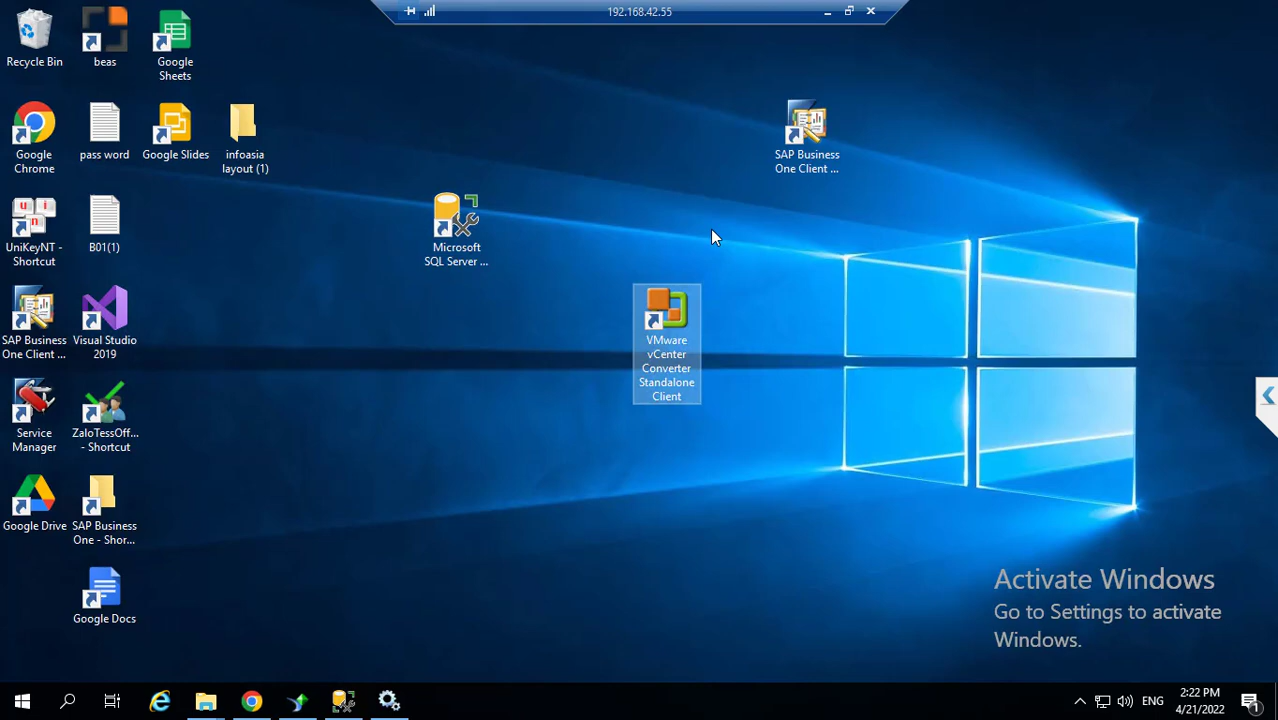 192.168.42.55
Recycle Bin
beas
Google
Sheets
Google
Chrome
pass word
Google Slides
infoasia
layout (1)
SAP Business
One Client ...
UniKeyNT -
Shortcut
B01(1)
Microsoft
SQL Server ...
SAP Business
One Client ...
Visual Studio
2019
VMware
vCenter
Converter
Standalone
Client
Service
Manager
ZaloTessOff...
- Shortcut
Google Drive
SAP Business
One - Shor...
Google Docs
Activate Windows
Go to Settings to activate
Windows.
ENG
2:22 PM
4/21/2022
1